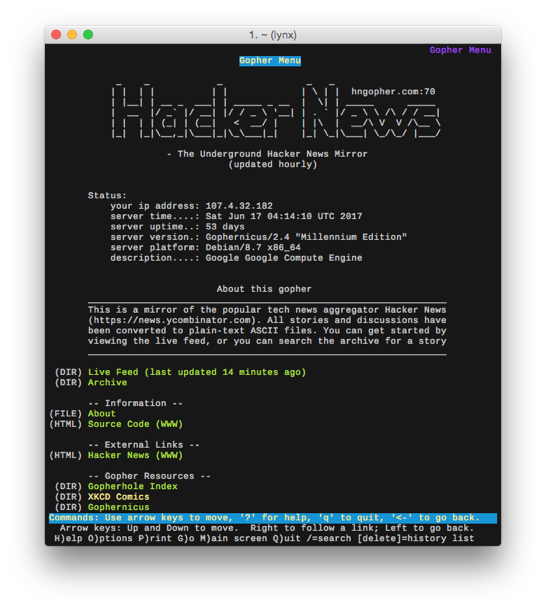 1. ~ (lynx)
Gopher Menu
Gopher Menu
Hacker News
hngopher.com:70
- The Underground Hacker News Mirror
(updated hourly)
Status:
your ip address: 107.4.32.182
server time....: Sat Jun 17 04:14:10 UTC 2017
server uptime..: 53 days
server version.: Gophernicus/2.4 "Millennium Edition"
server platform: Debian/8.7 x86_64
description....: Google Google Compute Engine
About this gopher
This is a mirror of the popular tech news aggregator Hacker News
(https://news.ycombinator.com). All stories and discussions have
been converted to plain-text ASCII files. You can get started by
viewing the live feed, or you can search the archive for a story
(DIR) Live Feed (last updated 14 minutes ago)
(DIR) Archive
-- Information --
(FILE) About
(HTML) Source Code (WWW)
-- External Links --
(HTML) Hacker News (WWW)
-- Gopher Resources --
(DIR) Gopherhole Index
(DIR) XKCD Comics
(DIR) Gophernicus
Commands: Use arrow keys to move, '?' for help, 'q' to quit, '<-' to go back.
Arrow keys: Up and Down to move.  Right to follow a link; Left to go back.
H)elp O)ptions P)rint G)o M)ain screen Q)uit /=search [delete]=history list